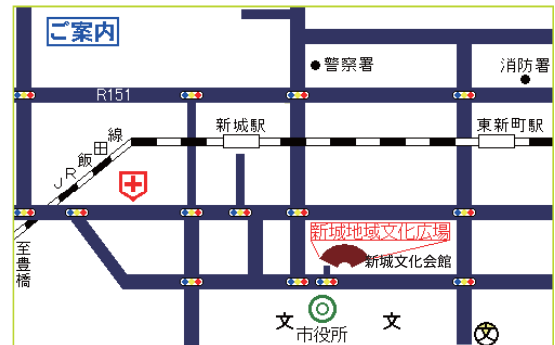 ご案内
警察署
消防署
R151
新城駅
東新町駅
JR飯田線
至豊橋
新城地域文化広場
新城文化会館
文
市役所
文
文